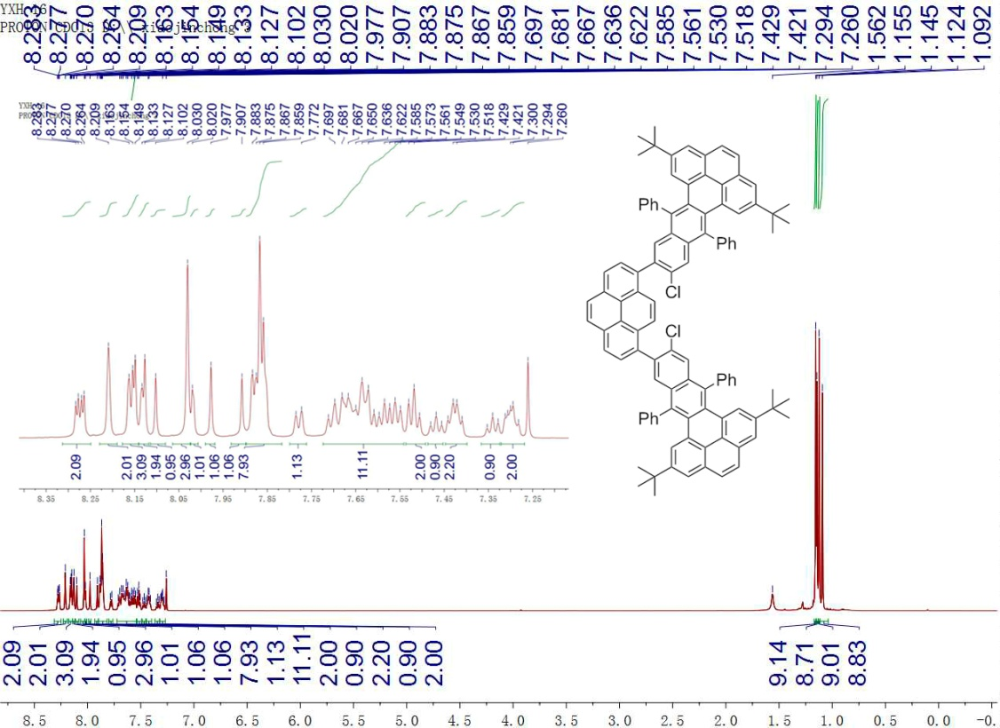 PROTON CDCl3 D:\ xiaojinchong 3
8.283 8.277 8.270 8.264 8.209 8.163 8.154 8.149 8.133 8.127 8.102 8.030 8.020 7.977 7.907 7.883 7.875 7.867 7.859 7.697 7.681 7.667 7.636 7.622 7.585 7.561 7.530 7.518 7.429 7.421 7.294 7.260 1.562 1.155 1.145 1.124 1.092
8.283 8.277 8.270 8.264 8.209 8.163 8.154 8.149 8.133 8.127 8.102 8.030 8.020 7.977 7.907 7.883 7.875 7.867 7.859 7.772 7.697 7.681 7.667 7.650 7.636 7.622 7.585 7.573 7.561 7.549 7.530 7.518 7.429 7.421 7.300 7.294 7.260
Ph
Ph
Cl
Cl
Ph
Ph
2.09 2.01 3.09 1.94 0.95 2.96 1.01 1.06 1.06 7.93 1.13 11.11 2.00 0.90 2.20 0.90 2.00
8.35 8.25 8.15 8.05 7.95 7.85 7.75 7.65 7.55 7.45 7.35 7.25
2.09 2.01 3.09 1.94 0.95 2.96 1.01 1.06 1.06 7.93 1.13 11.11 2.00 0.90 2.20 0.90 2.00 9.14 8.71 9.01 8.83
8.5 8.0 7.5 7.0 6.5 6.0 5.5 5.0 4.5 4.0 3.5 3.0 2.5 2.0 1.5 1.0 0.5 0.0 -0.